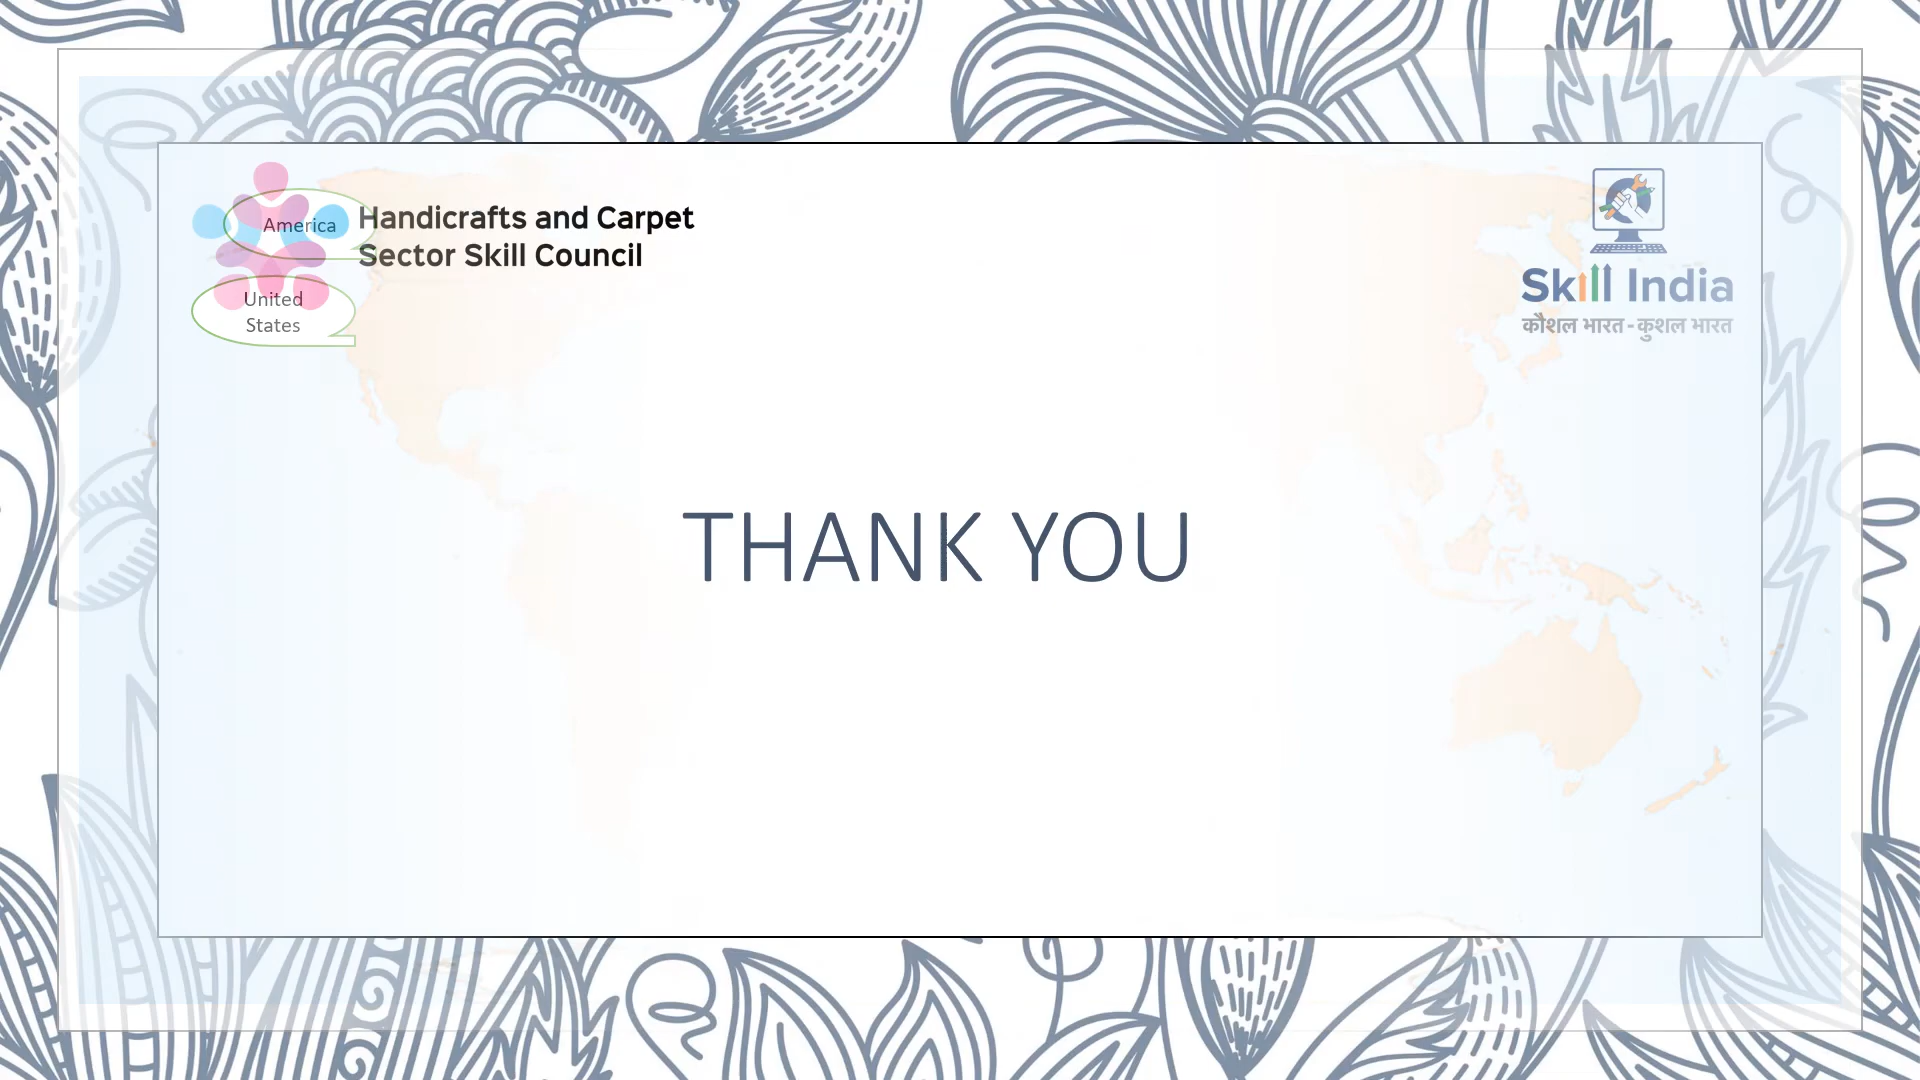 America
Handicrafts and Carpet
Sector Skill Council
United
States
Skill India
कौशल भारत - कुशल भारत
THANK YOU